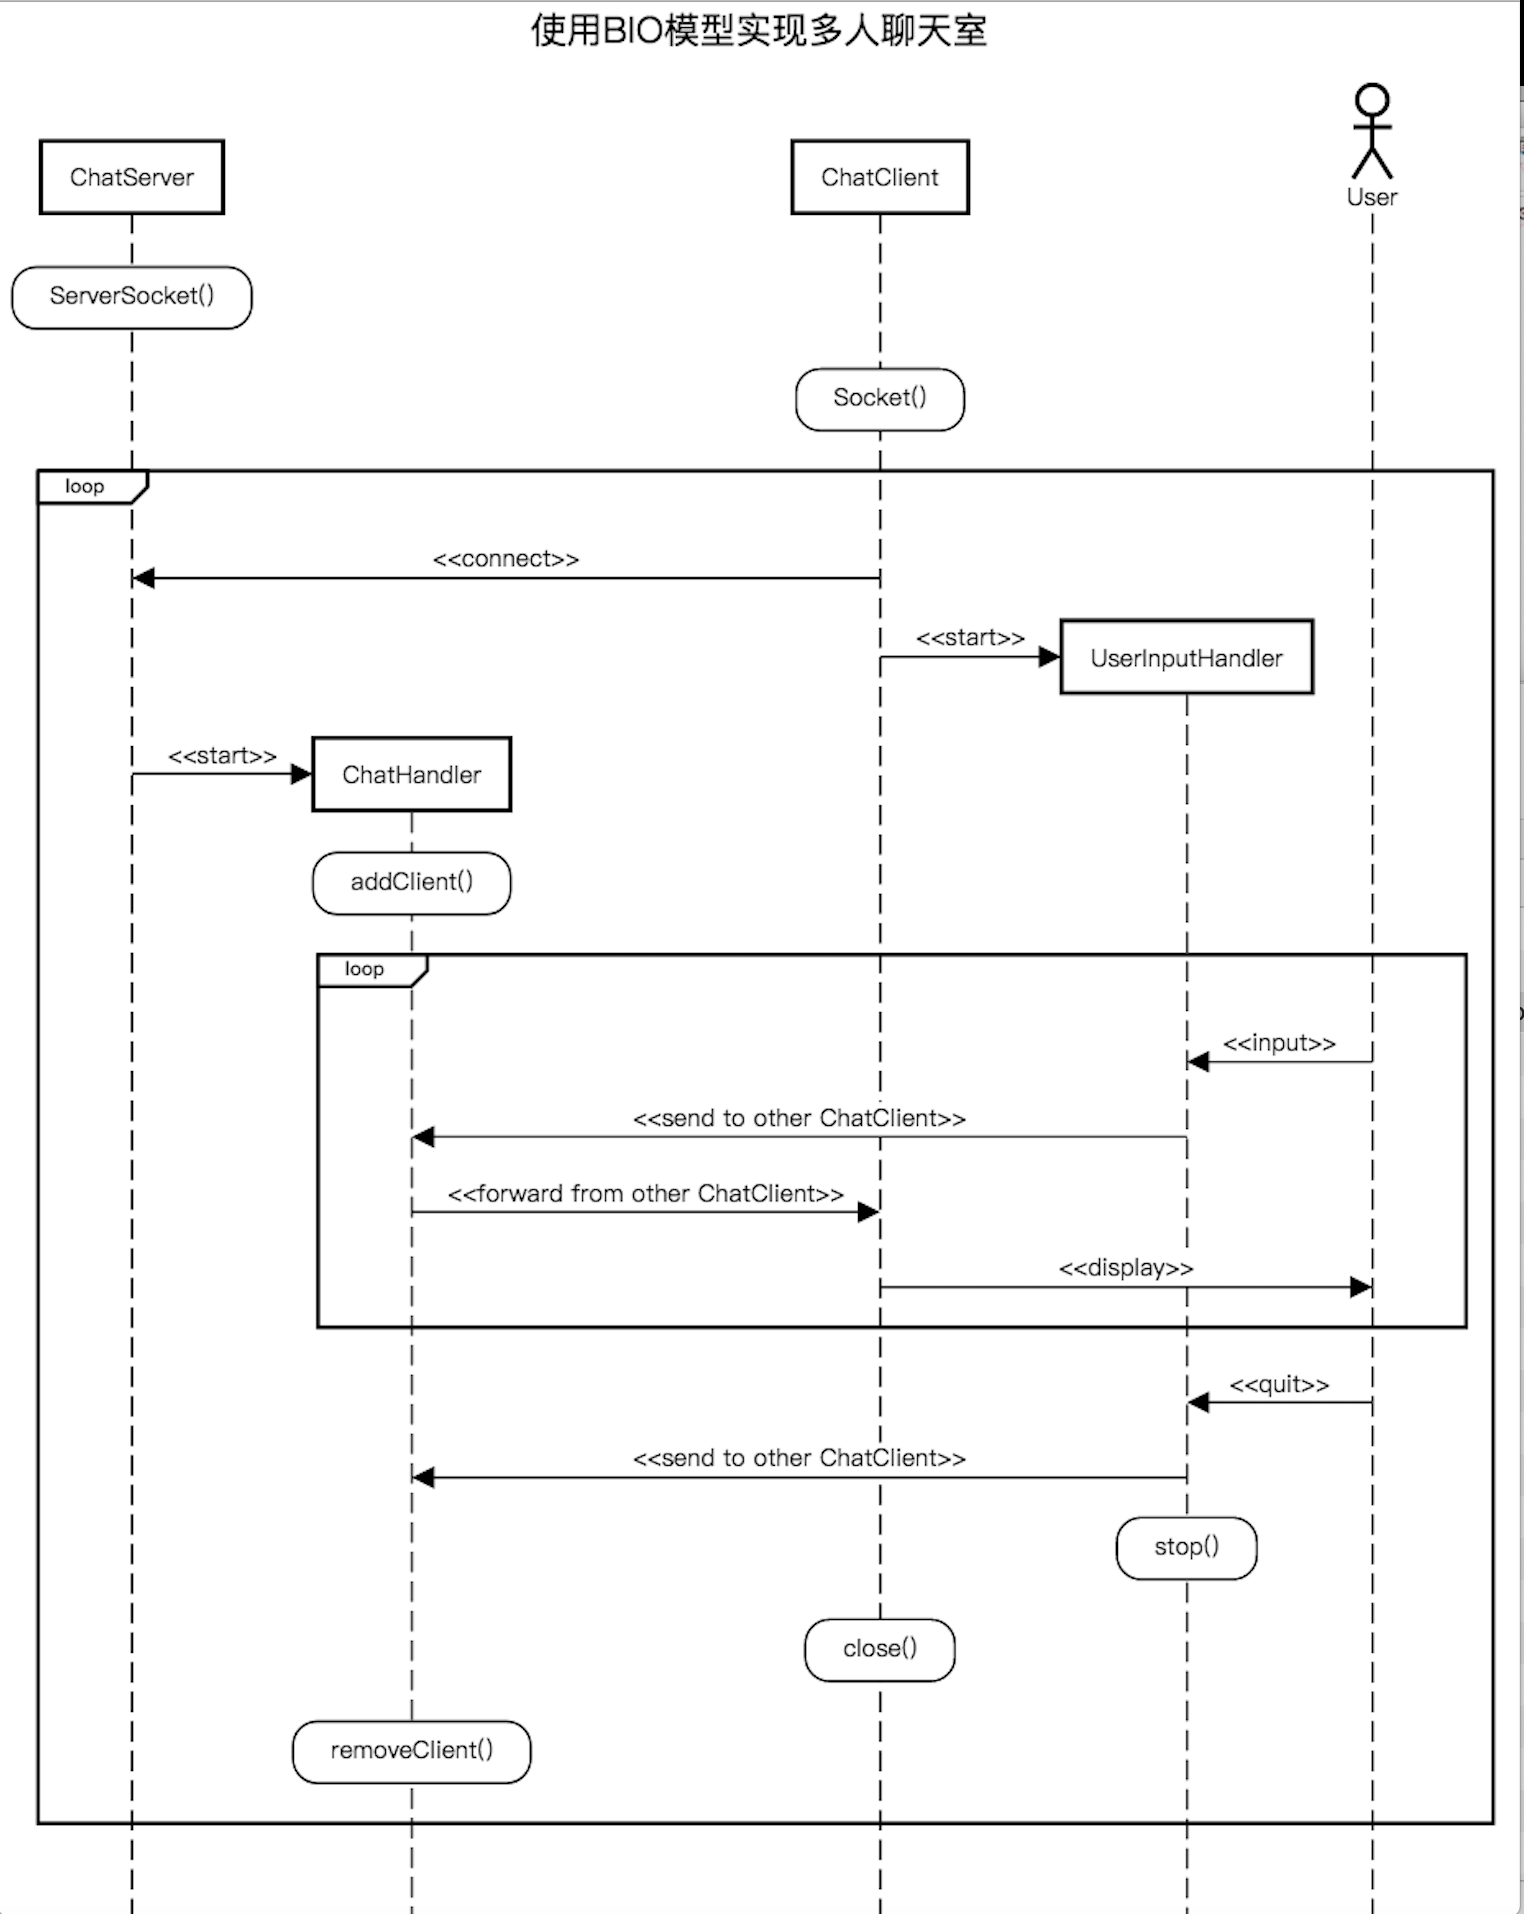 使用BIO模型实现多人聊天室
ChatServer
ChatClient
User
ServerSocket()
Socket()
loop
<<connect>>
<<start>>
UserInputHandler
<<start>>
ChatHandler
addClient()
loop
<<input>>
<<send to other ChatClient>>
<<forward from other ChatClient>>
<<display>>
<<quit>>
<<send to other ChatClient>>
stop()
close()
removeClient()